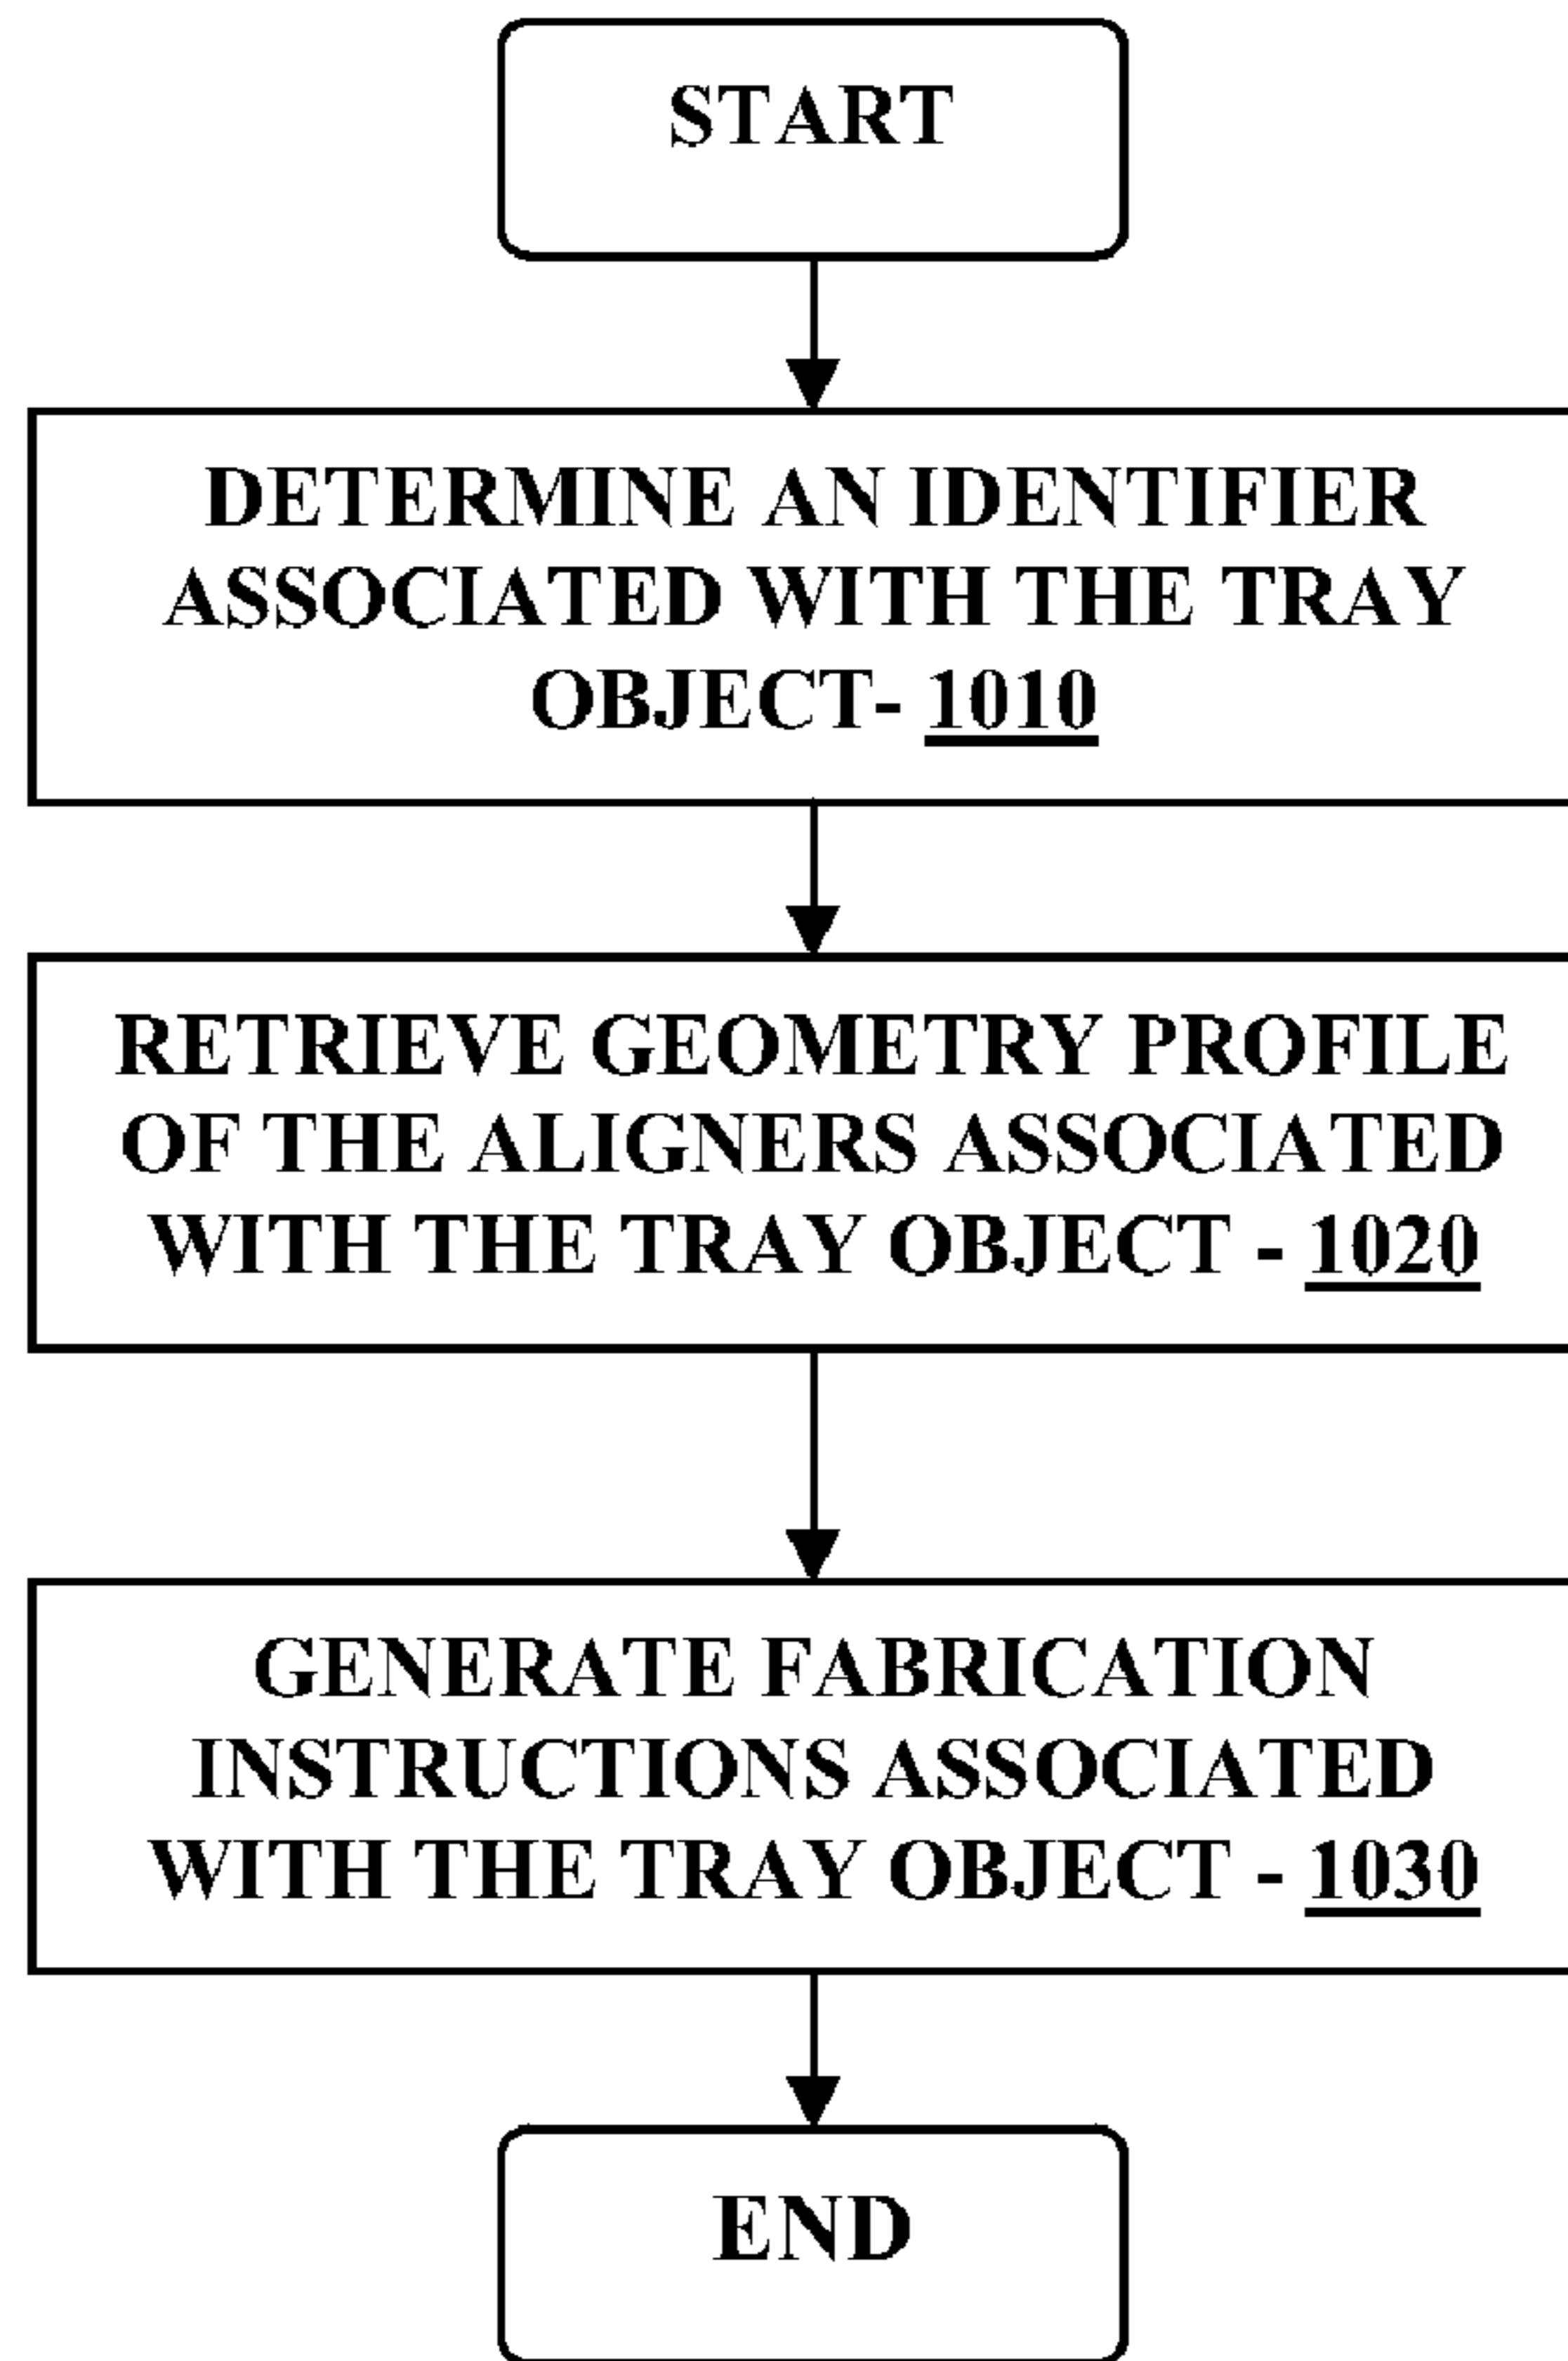 START
DETERMINE AN IDENTIFIER
ASSOCIATED WITH THE TRAY
OBJECT- 1010
RETRIEVE GEOMETRY PROFILE
OF THE ALIGNERS ASSOCIATED
WITH THE TRAY OBJECT - 1020
GENERATE FABRICATION
INSTRUCTIONS ASSOCIATED
WITH THE TRAY OBJECT - 1030
END